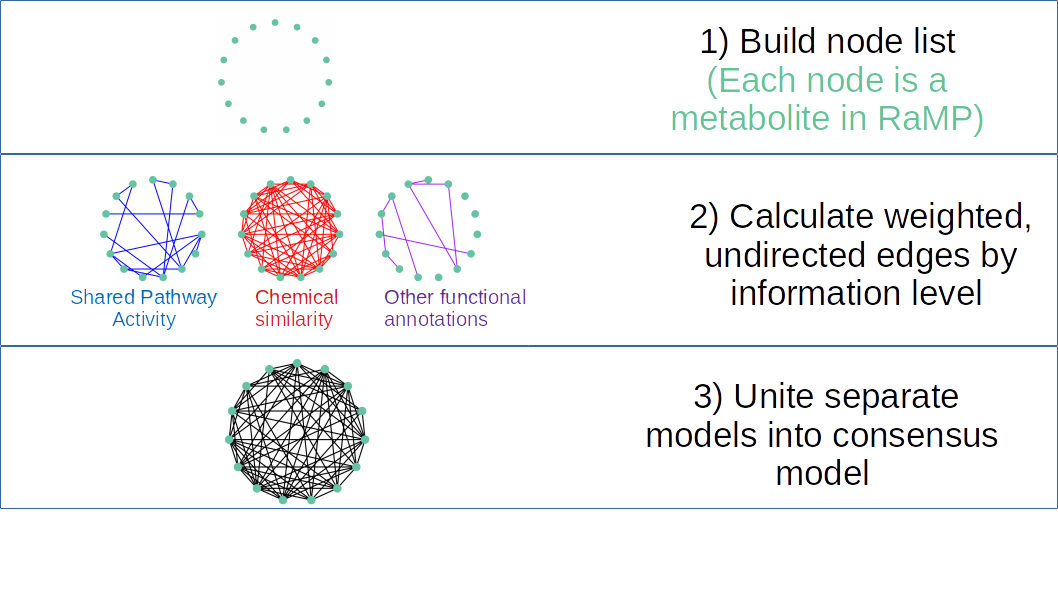 1) Build node list
(Each node is a
metabolite in RaMP)
2) Calculate weighted,
undirected edges by
information level
Shared Pathway
Activity
Chemical
similarity
Other functional
annotations
3) Unite separate
models into consensus
model